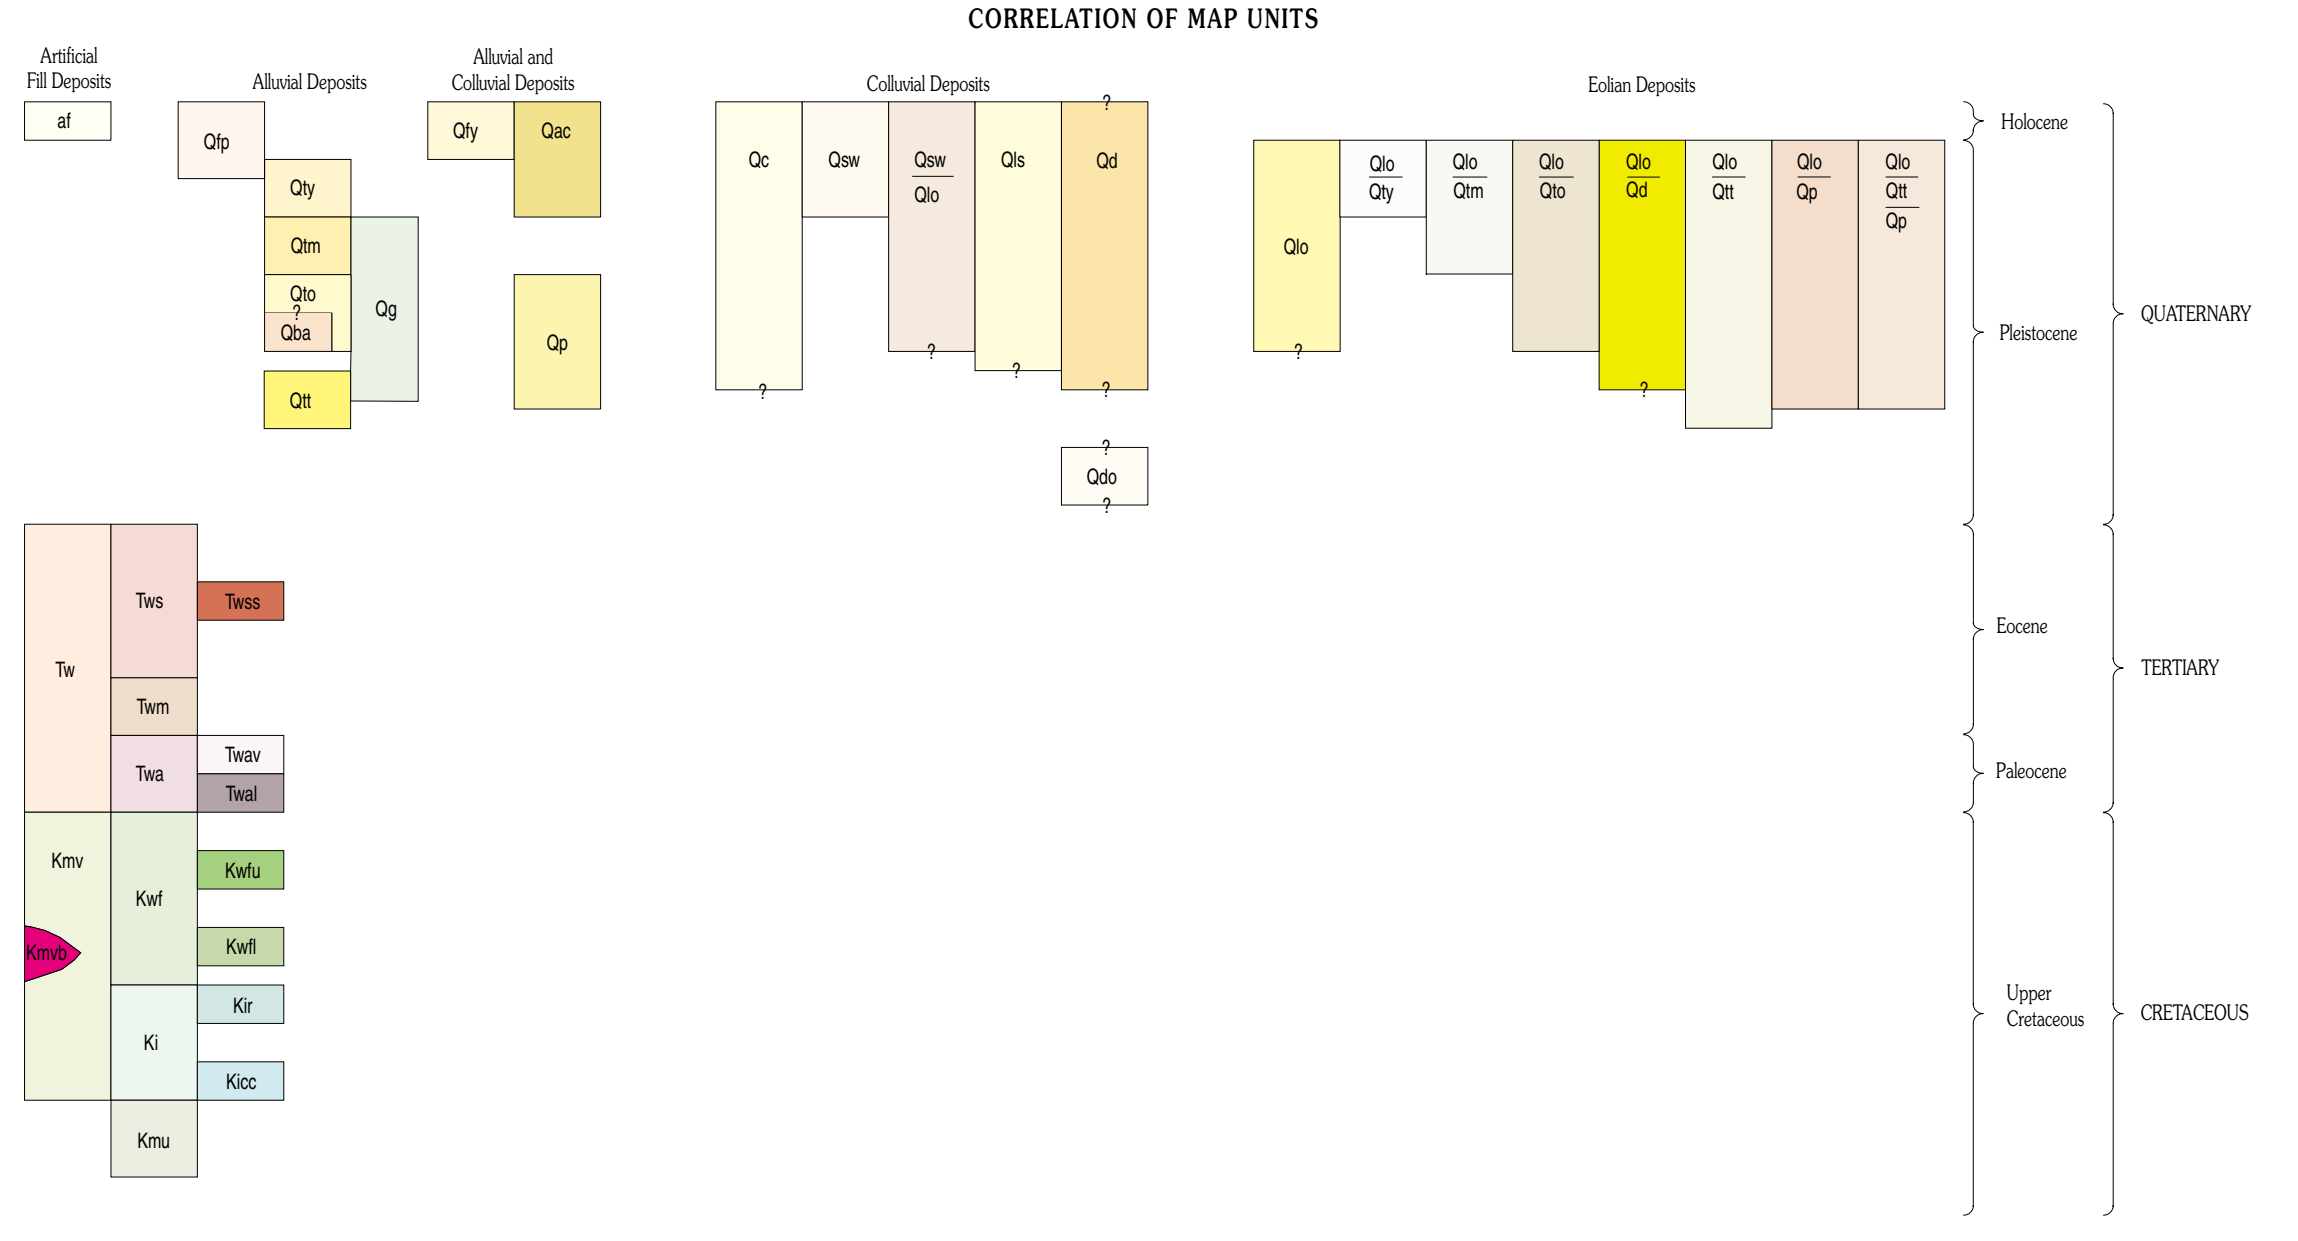 CORRELATION OF MAP UNITS
Artificial
Fill Deposits
Alluvial Deposits
Alluvial and
Colluvial Deposits
Colluvial Deposits
Eolian Deposits
af
Qfp
Qty
Qtm
Qto
?
Qba
Qtt
Qg
Qfy
Qac
Qp
Qc
?
Qsw
Qsw
Qlo
?
Qls
?
?
Qd
?
?
Qdo
?
Qlo
?
Qlo
Qty
Qlo
Qtm
Qlo
Qto
Qlo
Qd
?
Qlo
Qtt
Qlo
Qp
Qlo
Qtt
Qp
Holocene
Pleistocene
QUATERNARY
Tw
Tws
Twss
Twm
Twa
Twav
Twal
Eocene
Paleocene
TERTIARY
Kmv
Kmvb
Kwf
Kwfu
Kwfl
Ki
Kir
Kicc
Kmu
Upper
Cretaceous
CRETACEOUS